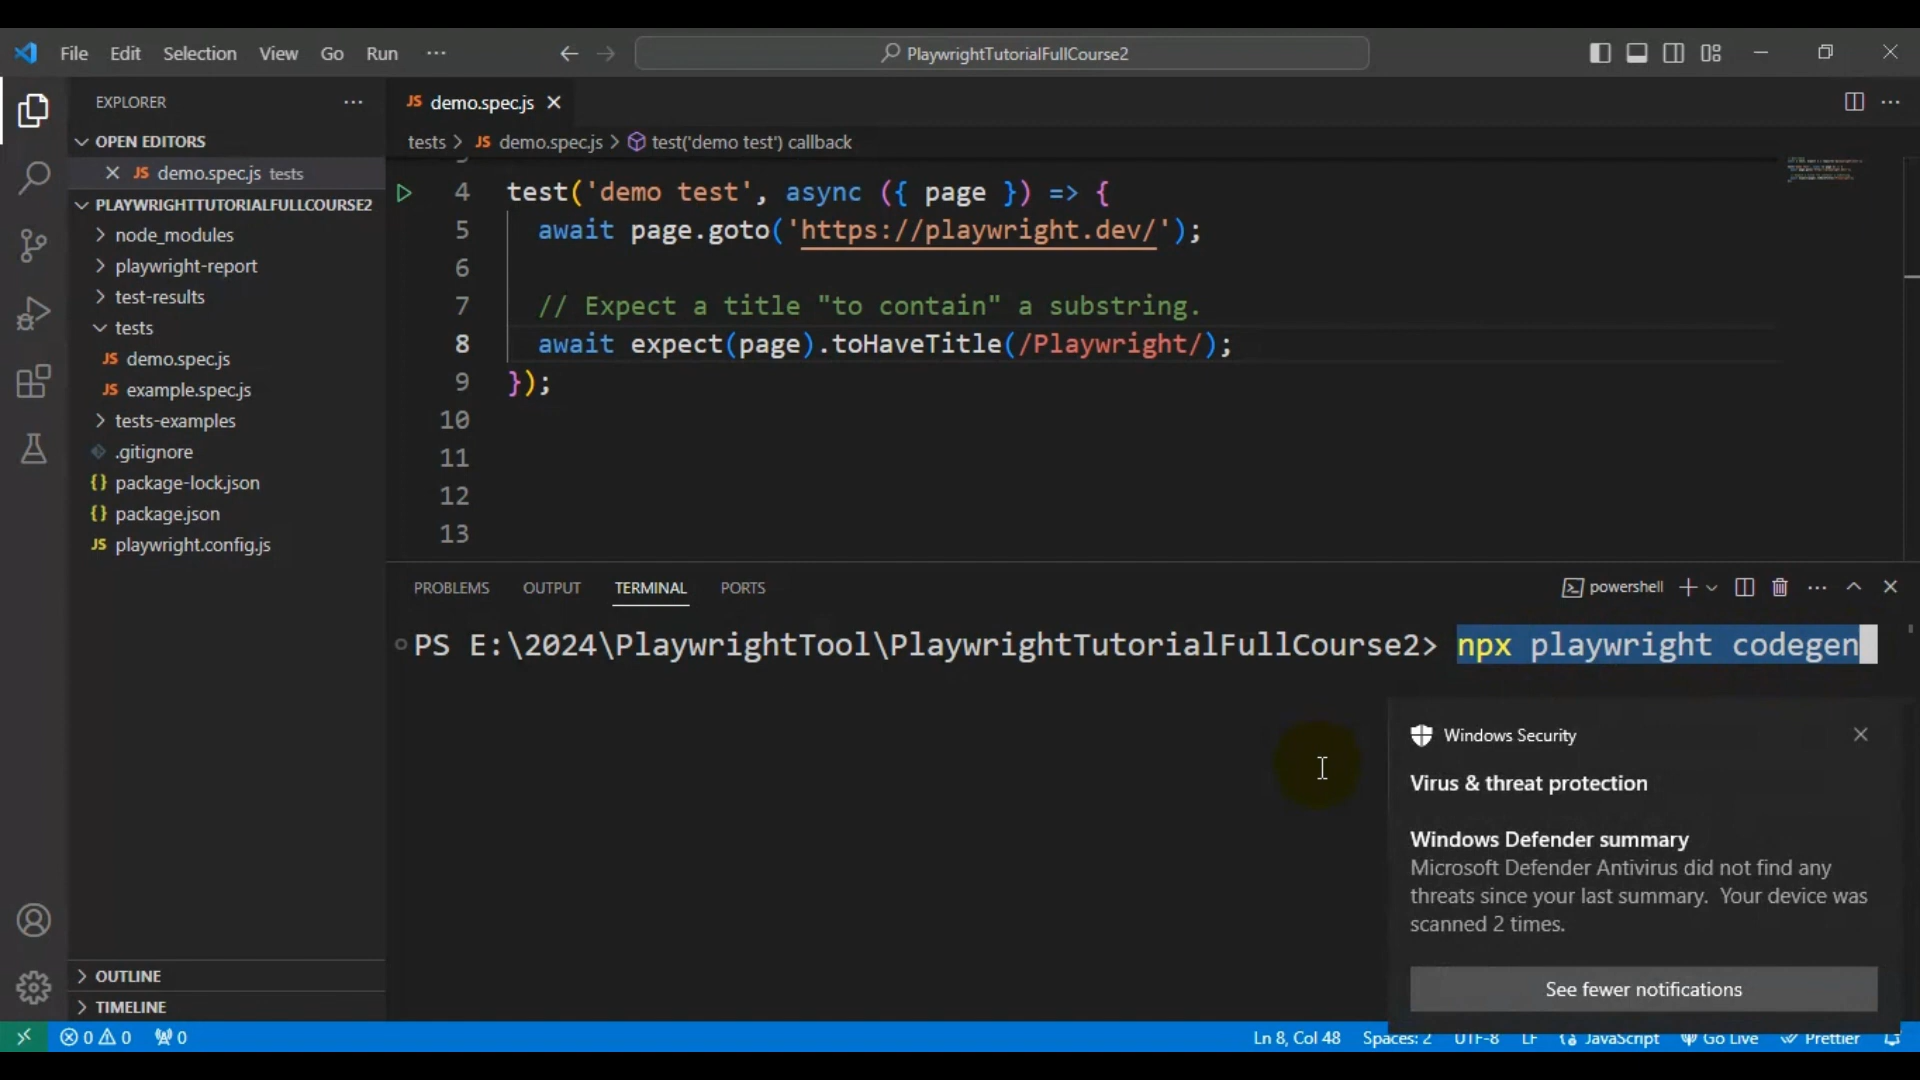 File Edit Selection View Go Run ··· PlaywrightTutorialFullCourse2
EXPLORER ···
OPEN EDITORS
JS demo.spec.js tests
PLAYWRIGHTTUTORIALFULLCOURSE2
node_modules
playwright-report
test-results
tests
JS demo.spec.js
JS example.spec.js
tests-examples
.gitignore
{} package-lock.json
{} package.json
JS playwright.config.js
OUTLINE
TIMELINE
JS demo.spec.js
tests > JS demo.spec.js > test('demo test') callback
4 test('demo test', async ({ page }) => {
5 await page.goto('https://playwright.dev/');
6
7 // Expect a title "to contain" a substring.
8 await expect(page).toHaveTitle(/Playwright/);
9 });
10
11
12
13
PROBLEMS OUTPUT TERMINAL PORTS powershell
PS E:\2024\PlaywrightTool\PlaywrightTutorialFullCourse2> npx playwright codegen
Windows Security
Virus & threat protection
Windows Defender summary
Microsoft Defender Antivirus did not find any
threats since your last summary. Your device was
scanned 2 times.
See fewer notifications
0 0 0 Ln 8, Col 48 Spaces: 2 UTF-8 LF JavaScript Go Live Prettier